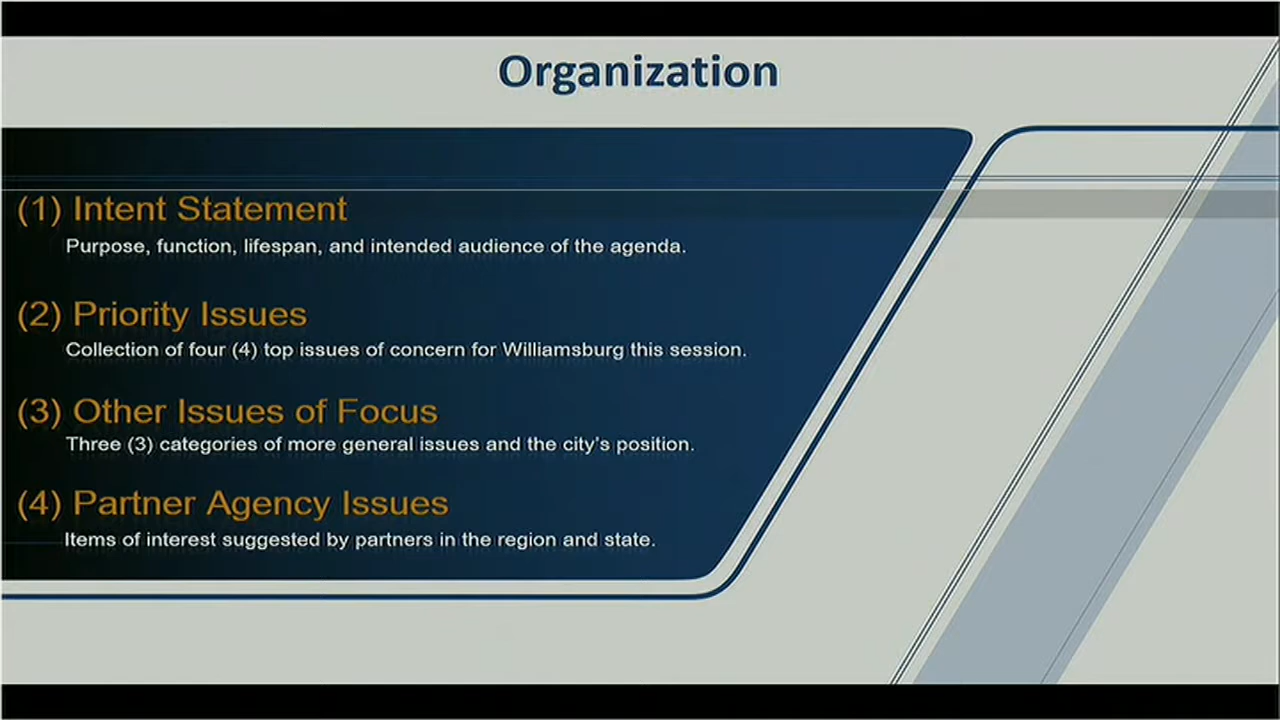 Organization
(1) Intent Statement
Purpose, function, lifespan, and intended audience of the agenda.
(2) Priority Issues
Collection of four (4) top issues of concern for Williamsburg this session.
(3) Other Issues of Focus
Three (3) categories of more general issues and the city's position.
(4) Partner Agency Issues
Items of interest suggested by partners in the region and state.